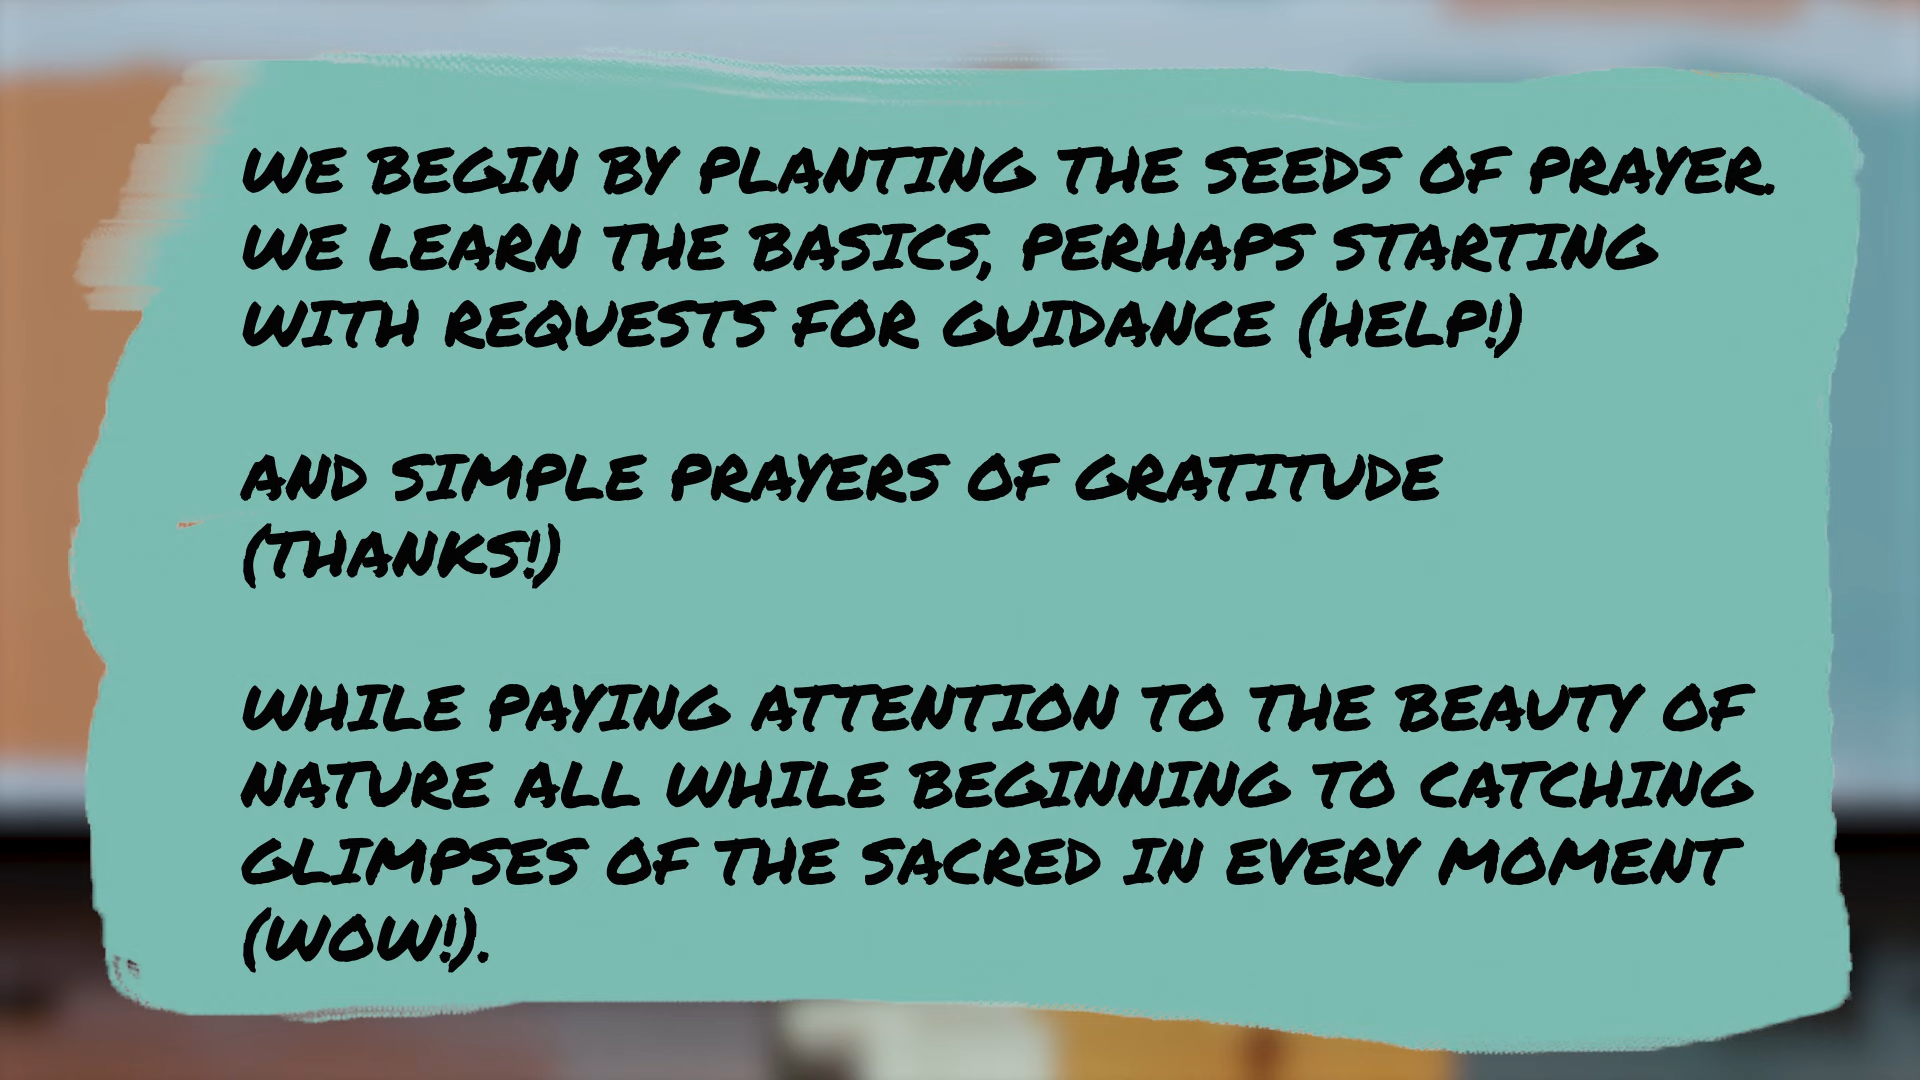 WE BEGIN BY PLANTING THE SEEDS OF PRAYER.
WE LEARN THE BASICS, PERHAPS STARTING
WITH REQUESTS FOR GUIDANCE (HELP!)
AND SIMPLE PRAYERS OF GRATITUDE
(THANKS!)
WHILE PAYING ATTENTION TO THE BEAUTY OF
NATURE ALL WHILE BEGINNING TO CATCHING
GLIMPSES OF THE SACRED IN EVERY MOMENT
(WOW!).